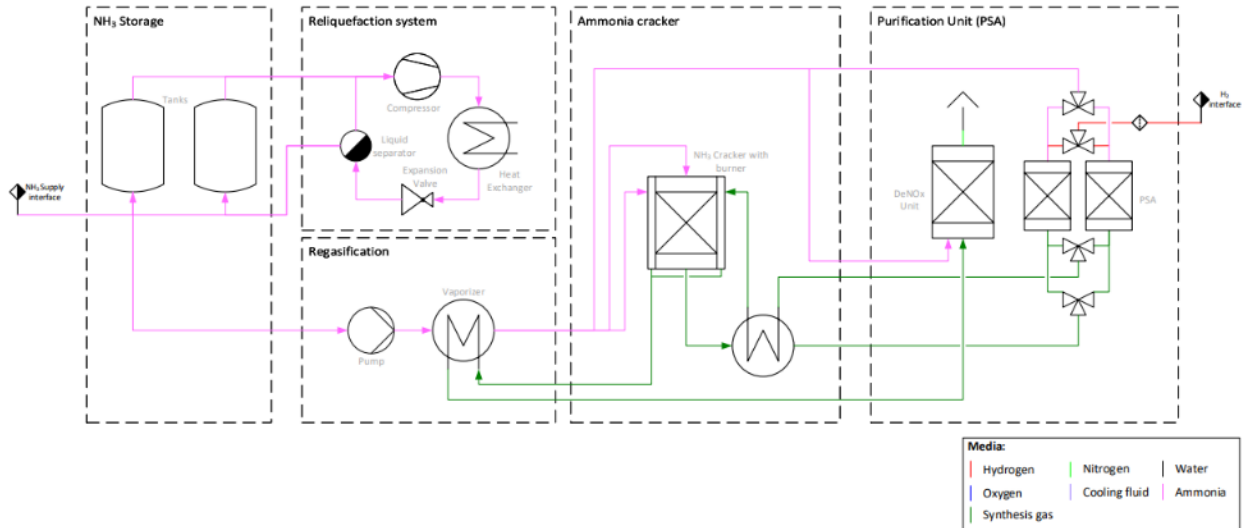 NH₃ Storage
Reliquefaction system
Ammonia cracker
Purification Unit (PSA)
Tanks
Compressor
H₂
interface
Liquid
separator
Expansion
Valve
Heat
Exchanger
NH₃ Cracker with
burner
DeNOx
Unit
PSA
NH₃ Supply
interface
Regasification
Vaporizer
Pump
Media:
Hydrogen
Nitrogen
Water
Oxygen
Cooling fluid
Ammonia
Synthesis gas